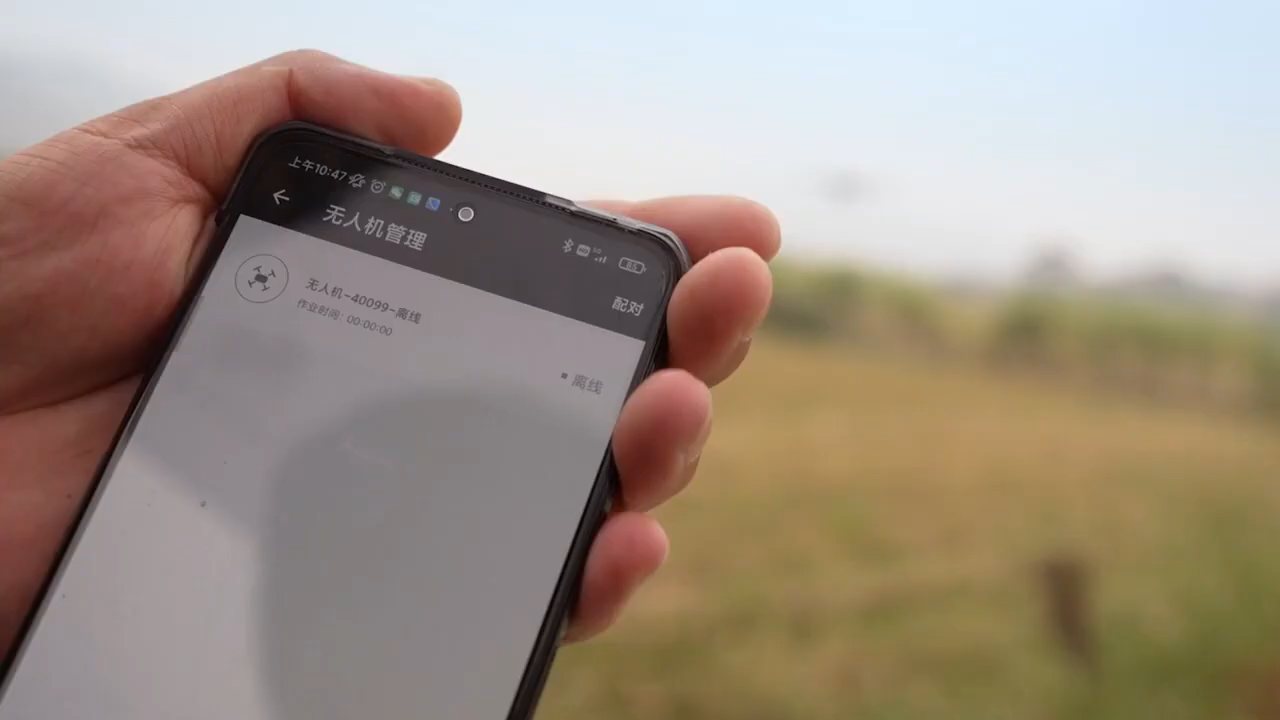 上午10:47
无人机管理
配对
无人机-40099-离线
作业时间：00:00:00
离线